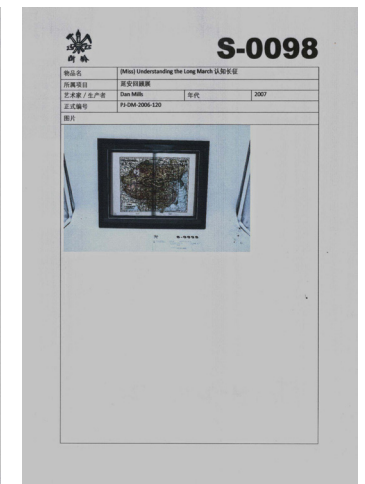 S-0098
物品名 (Miss) Understanding the Long March 认知长征
所属项目 延安回顾展
艺术家 / 生产者 Dan Mills 年代 2007
正式编号 PJ-DM-2006-120
图片